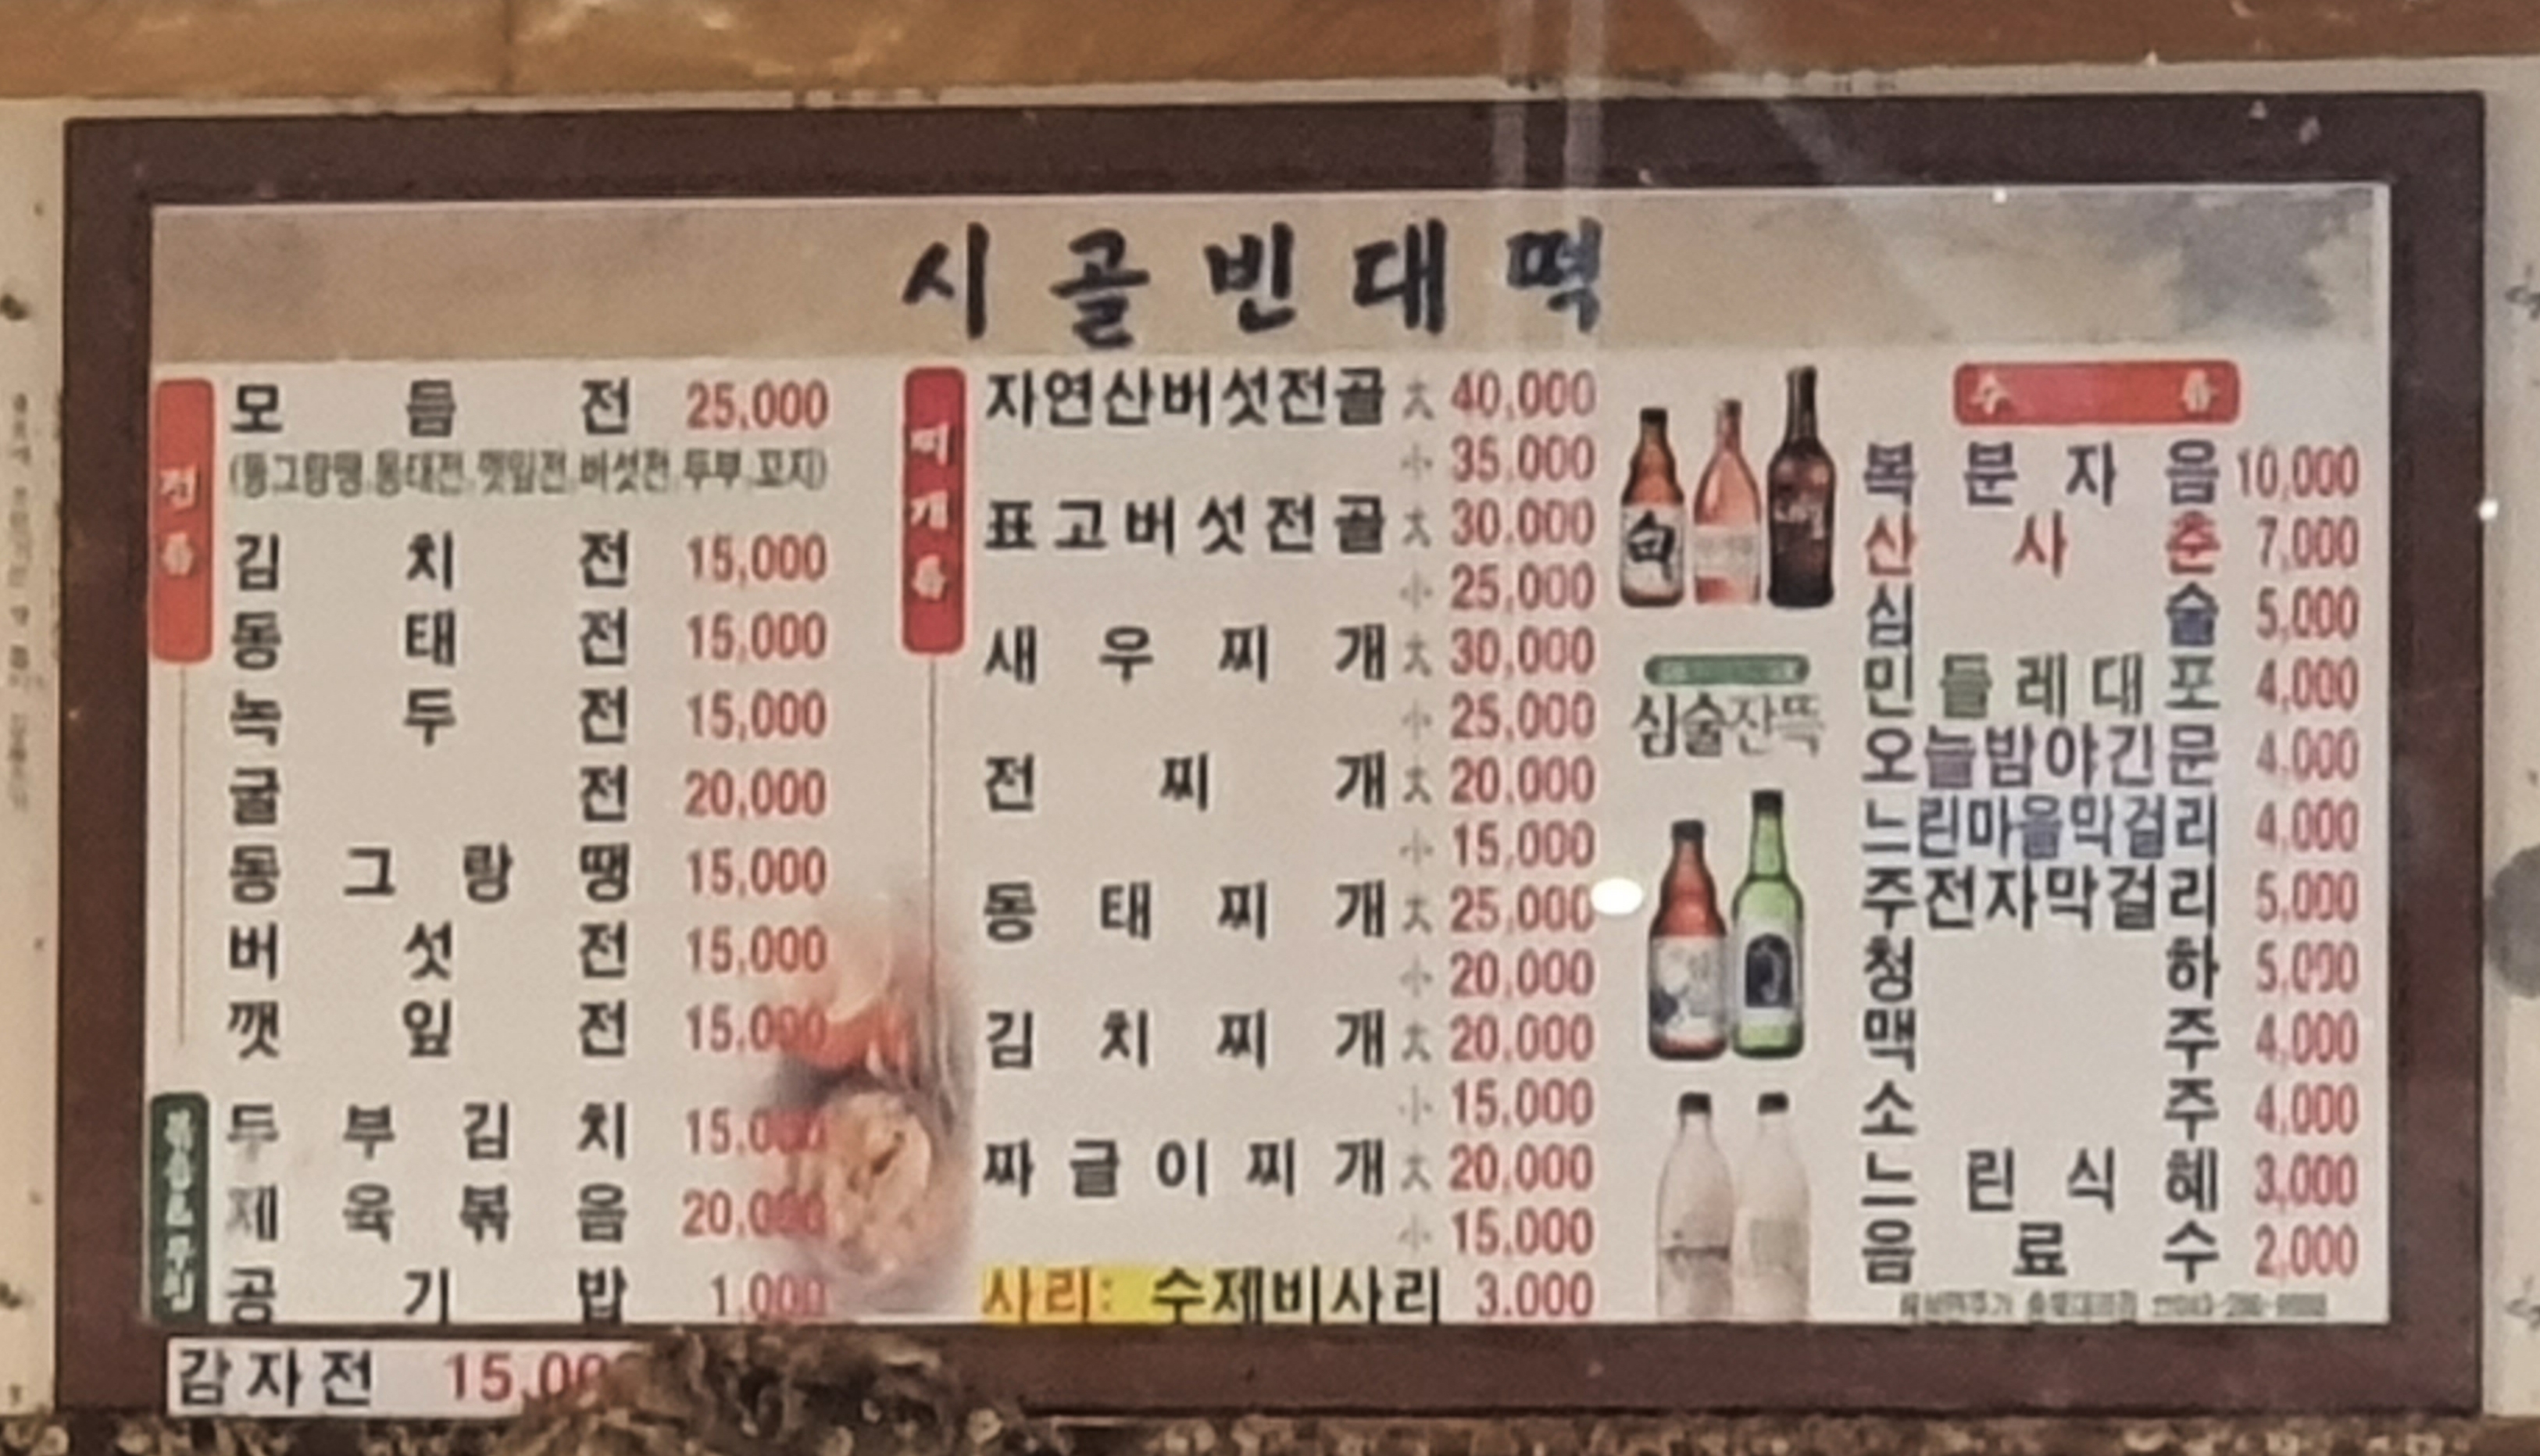 시골빈대떡
전류
모듬전 25,000
(동그랑땡.동태전.깻잎전.버섯전.두부.꼬지)
김치전 15,000
동태전 15,000
녹두전 15,000
굴전 20,000
동그랑땡 15,000
버섯전 15,000
깻잎전 15,000
두부김치 15,000
제육볶음 20,000
공기밥 1,000
감자전 15,00
찌개류
자연산버섯전골 大 40,000
小 35,000
표고버섯전골 大 30,000
小 25,000
새우찌개 大 30,000
小 25,000
전찌개 大 20,000
小 15,000
동태찌개 大 25,000
小 20,000
김치찌개 大 20,000
小 15,000
짜글이찌개 大 20,000
小 15,000
사리: 수제비사리 3,000
심술잔뜩
주류
복분자음 10,000
산사춘 7,000
심술 5,000
민들레대포 4,000
오늘밤야긴문 4,000
느린마을막걸리 4,000
주전자막걸리 5,000
청하 5,000
맥주 4,000
소주 4,000
느린식혜 3,000
음료수 2,000